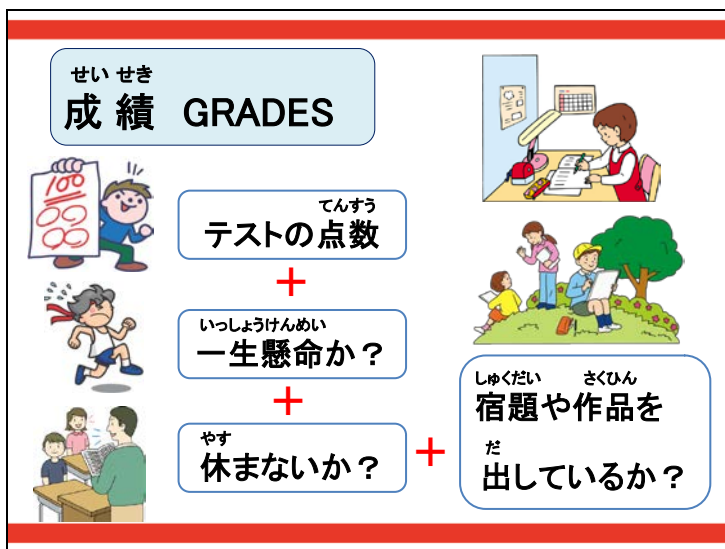 せい せき
成 績 GRADES
100
てんすう
テストの点数
+
いっしょうけんめい
一生懸命か？
+
やす
休まないか？
+
しゅくだい さくひん
宿題や作品を
だ
出しているか？